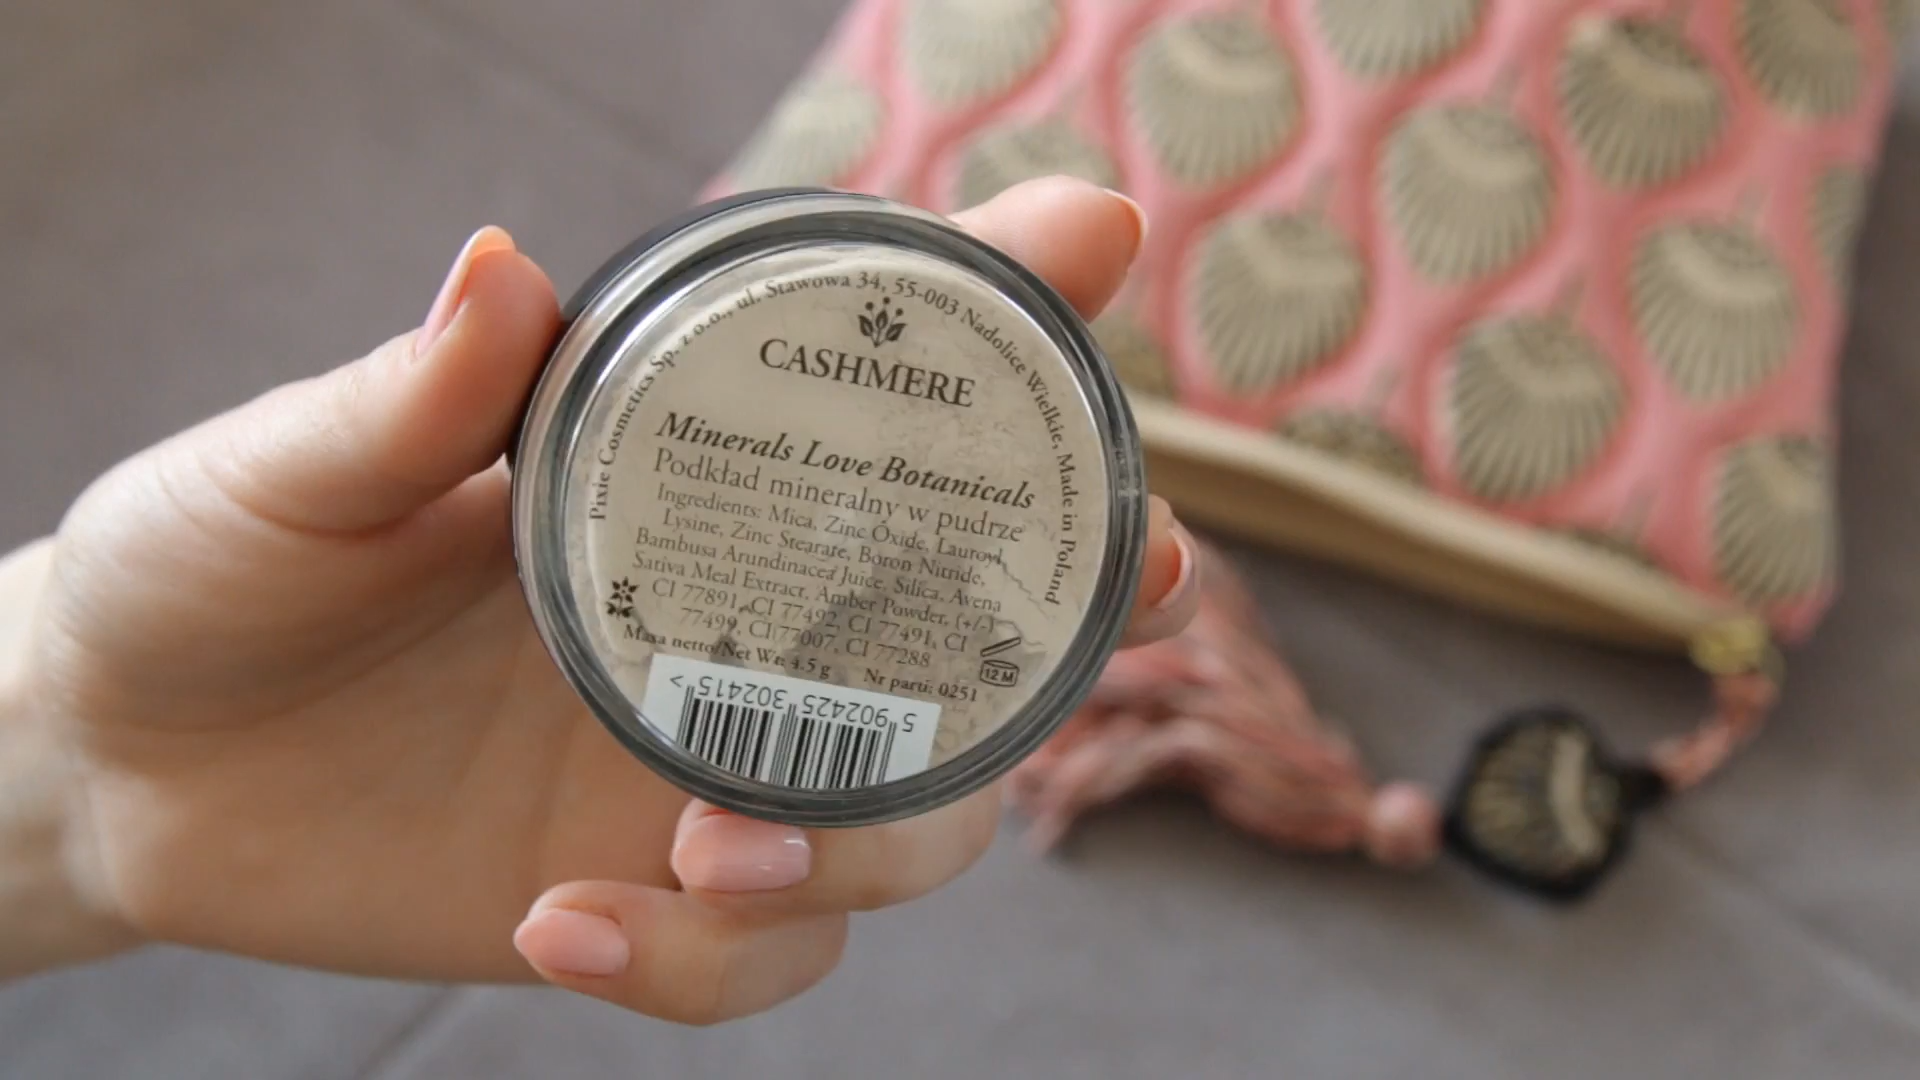 Pixie Cosmetics Sp. z o.o., ul. Stawowa 34, 55-003 Nadolice Wielkie, Made in Poland
CASHMERE
Minerals Love Botanicals
Podkład mineralny w pudrze
Ingredients: Mica, Zinc Oxide, Lauroyl
Lysine, Zinc Stearate, Boron Nitride,
Bambusa Arundinacea Juice, Silica, Avena
Sativa Meal Extract, Amber Powder, (+/-)
CI 77891, CI 77492, CI 77491, CI
77499, CI 77007, CI 77288
Masa netto/Net Wt: 4.5 g Nr parti: 0251
12 M
5 902425 302415 >